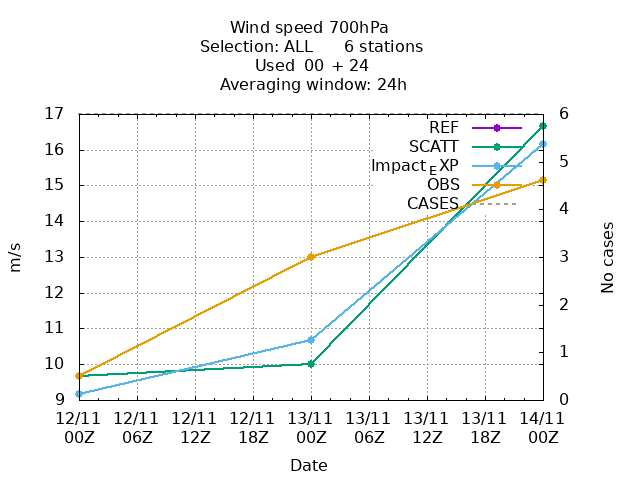 Wind speed 700hPa
Selection: ALL      6 stations
Used  00  + 24
Averaging window: 24h
17
16
15
14
13
12
11
10
9
m/s
6
5
4
3
2
1
0
No cases
REF
SCATT
Impact_EXP
OBS
CASES
12/11 12/11 12/11 12/11 13/11 13/11 13/11 13/11 14/11
00Z 06Z 12Z 18Z 00Z 06Z 12Z 18Z 00Z
Date